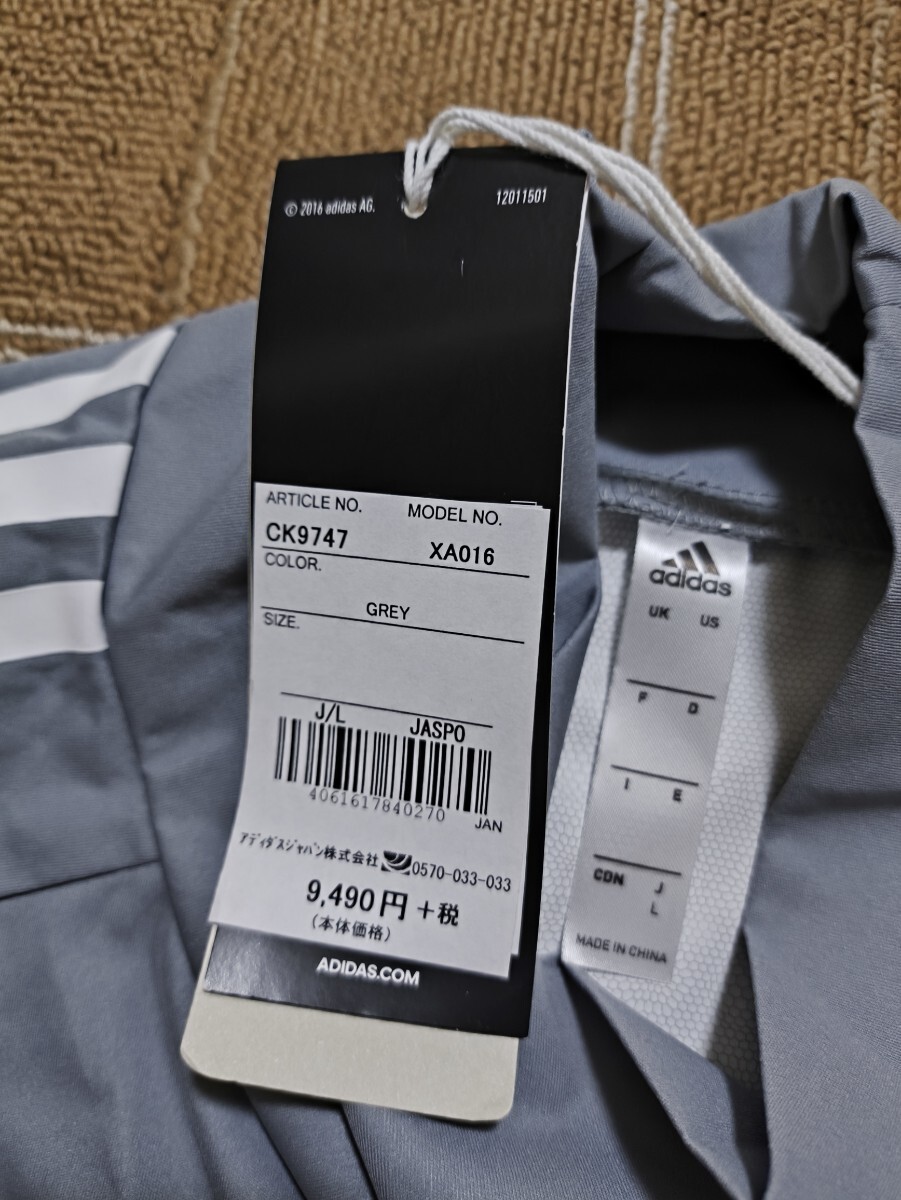 © 2016 adidas AG. 12011501
ARTICLE NO. MODEL NO.
CK9747 XA016
COLOR.
GREY
SIZE.
J/L JASPO
4061617840270 JAN
アディダスジャパン株式会社 0570-033-033
9,490円 +税
(本体価格)
ADIDAS.COM
adidas
UK US
F D
I E
CDN J
L
MADE IN CHINA